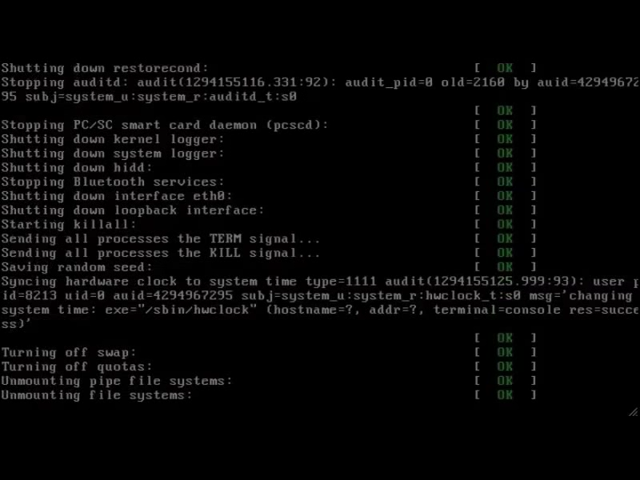 Shutting down restorecond: [ OK ]
Stopping auditd: audit(1294155116.331:92): audit_pid=0 old=2160 by auid=42949672
95 subj=system_u:system_r:auditd_t:s0
[ OK ]
Stopping PC/SC smart card daemon (pcscd): [ OK ]
Shutting down kernel logger: [ OK ]
Shutting down system logger: [ OK ]
Shutting down hidd: [ OK ]
Stopping Bluetooth services: [ OK ]
Shutting down interface eth0: [ OK ]
Shutting down loopback interface: [ OK ]
Starting killall: [ OK ]
Sending all processes the TERM signal... [ OK ]
Sending all processes the KILL signal... [ OK ]
Saving random seed: [ OK ]
Syncing hardware clock to system time type=1111 audit(1294155125.999:93): user p
id=8213 uid=0 auid=4294967295 subj=system_u:system_r:hwclock_t:s0 msg='changing
system time: exe="/sbin/hwclock" (hostname=?, addr=?, terminal=console res=succe
ss)'
[ OK ]
Turning off swap: [ OK ]
Turning off quotas: [ OK ]
Unmounting pipe file systems: [ OK ]
Unmounting file systems: [ OK ]